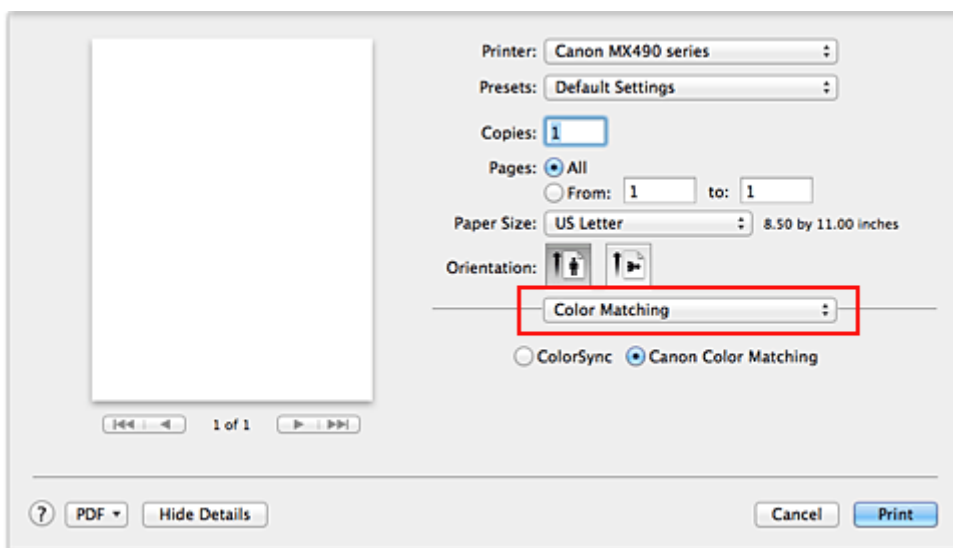 Printer: Canon MX490 series
Presets: Default Settings
Copies: 1
Pages: All
From: 1 to: 1
Paper Size: US Letter 8.50 by 11.00 inches
Orientation:
Color Matching
ColorSync Canon Color Matching
1 of 1
? PDF Hide Details Cancel Print